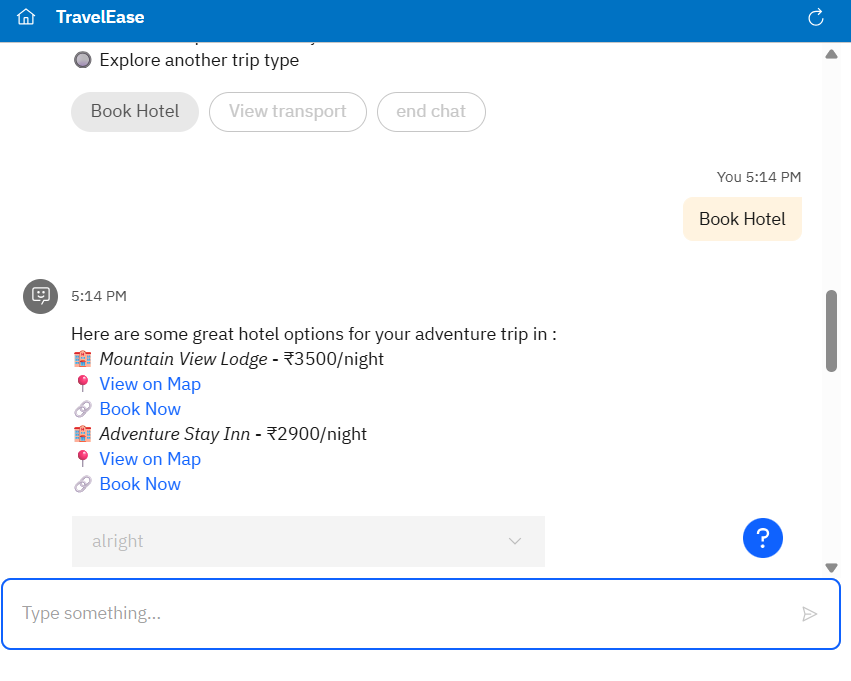 TravelEase
Explore another trip type
Book Hotel
View transport
end chat
You 5:14 PM
Book Hotel
5:14 PM
Here are some great hotel options for your adventure trip in :
Mountain View Lodge - ₹3500/night
View on Map
Book Now
Adventure Stay Inn - ₹2900/night
View on Map
Book Now
alright
?
Type something...